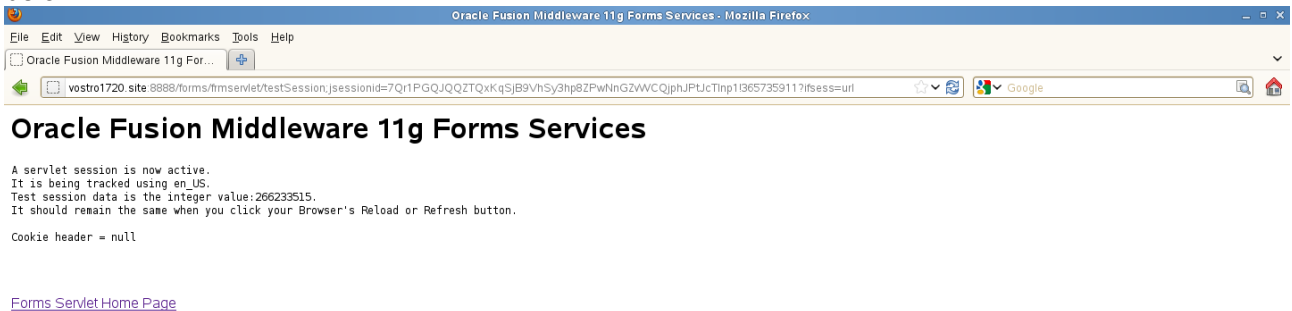 Oracle Fusion Middleware 11g Forms Services - Mozilla Firefox
File Edit View History Bookmarks Tools Help
Oracle Fusion Middleware 11g For...
vostro1720.site:8888/forms/frmservlet/testSession;jsessionid=7Qr1PGQJQQZTQxKqSjB9VhSy3hp8ZPwNnGZvWCQjphJPtJcTlnp1!365735911?ifsess=url Google
Oracle Fusion Middleware 11g Forms Services
A servlet session is now active.
It is being tracked using en_US.
Test session data is the integer value:266233515.
It should remain the same when you click your Browser's Reload or Refresh button.
Cookie header = null
Forms Servlet Home Page